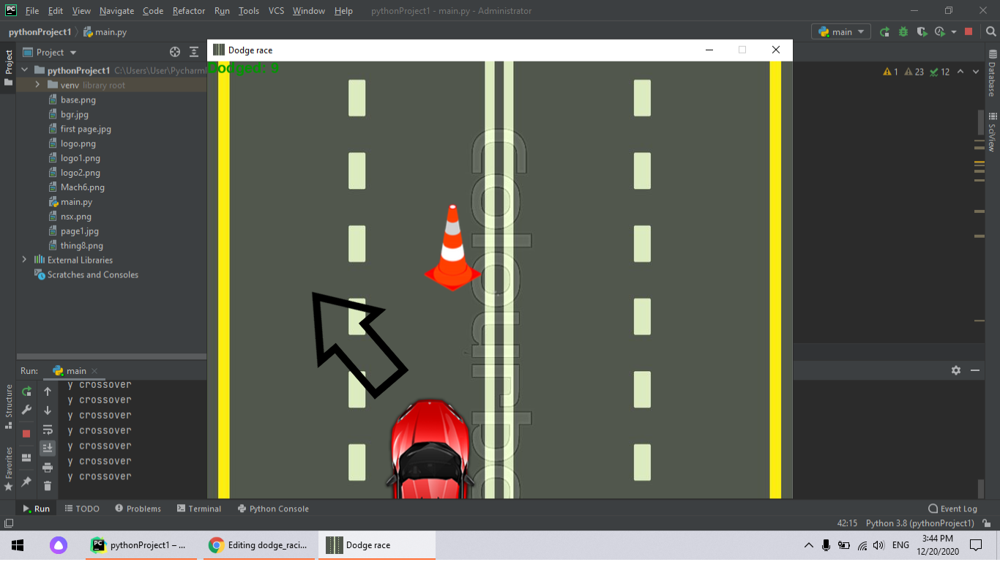 File Edit View Navigate Code Refactor Run Tools VCS Window Help pythonProject1 - main.py - Administrator
pythonProject1 main.py main
Project
Project
Dodge race
Dodged: 0
pythonProject1 C:\Users\User\Pycharm
1 23 12
venv library root
base.png
bgr.jpg
first page.jpg
logo.png
logo1.png
logo2.png
Mach6.png
main.py
nsx.png
page1.jpg
thing8.png
External Libraries
Scratches and Consoles
Database
SciView
Run: main
y crossover
y crossover
y crossover
y crossover
y crossover
y crossover
y crossover
Structure
Favorites
Run TODO Problems Terminal Python Console Event Log
42:15 Python 3.8 (pythonProject1)
pythonProject1 – ... Editing dodge_raci... Dodge race
ENG 3:44 PM
12/20/2020